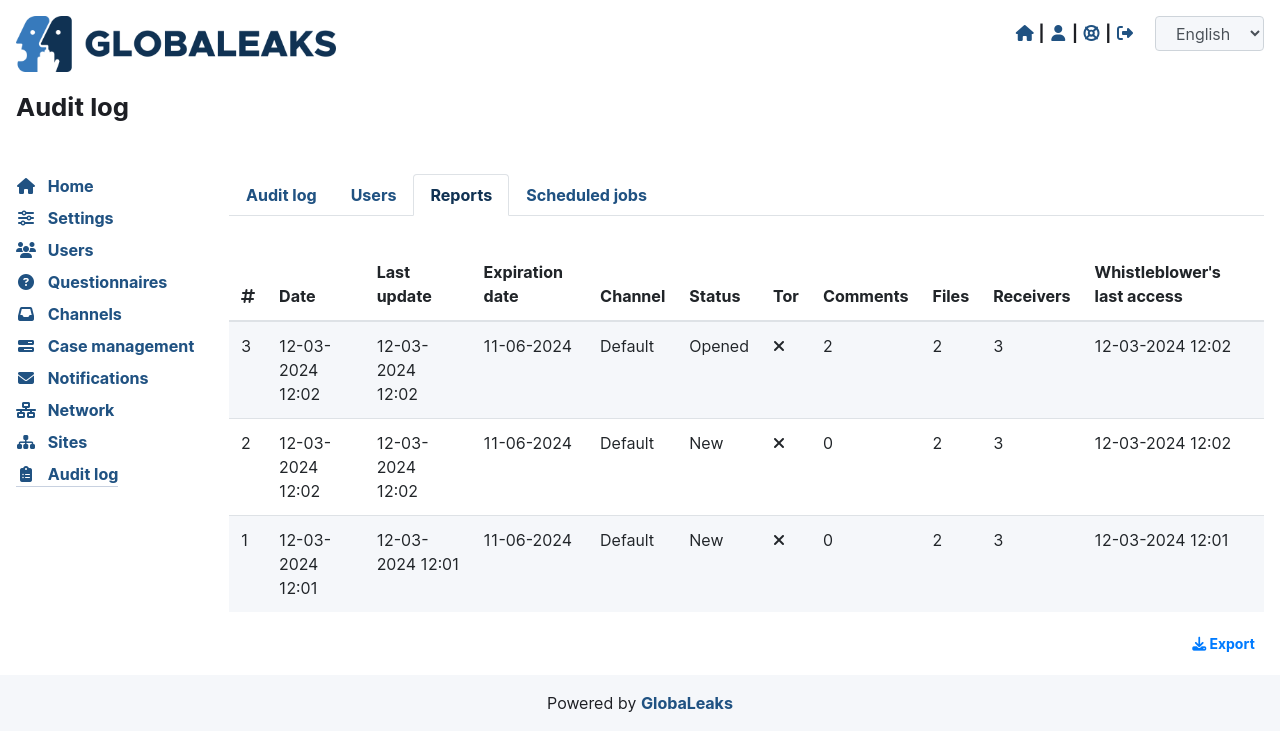 GLOBALEAKS
| | |
English
Audit log
Home
Settings
Users
Questionnaires
Channels
Case management
Notifications
Network
Sites
Audit log
Audit log Users Reports Scheduled jobs
# Date Last update Expiration date Channel Status Tor Comments Files Receivers Whistleblower's last access
3 12-03-2024 12:02 12-03-2024 12:02 11-06-2024 Default Opened 2 2 3 12-03-2024 12:02
2 12-03-2024 12:02 12-03-2024 12:02 11-06-2024 Default New 0 2 3 12-03-2024 12:02
1 12-03-2024 12:01 12-03-2024 12:01 11-06-2024 Default New 0 2 3 12-03-2024 12:01
Export
Powered by GlobaLeaks